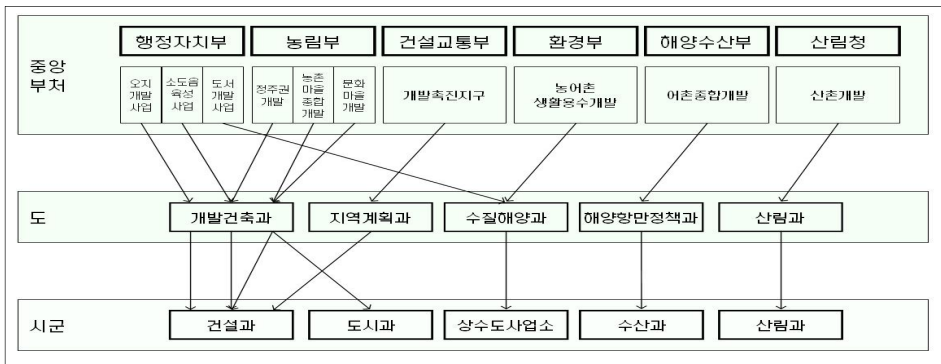 중앙
부처
행정자치부
농림부
건설교통부
환경부
해양수산부
산림청
오지
개발
사업
소도읍
육성
사업
도서
개발
사업
정주권
개발
농촌
마을
종합
개발
문화
마을
개발
개발촉진지구
농어촌
생활용수개발
어촌종합개발
산촌개발
도
개발건축과
지역계획과
수질해양과
해양항만정책과
산림과
시군
건설과
도시과
상수도사업소
수산과
산림과